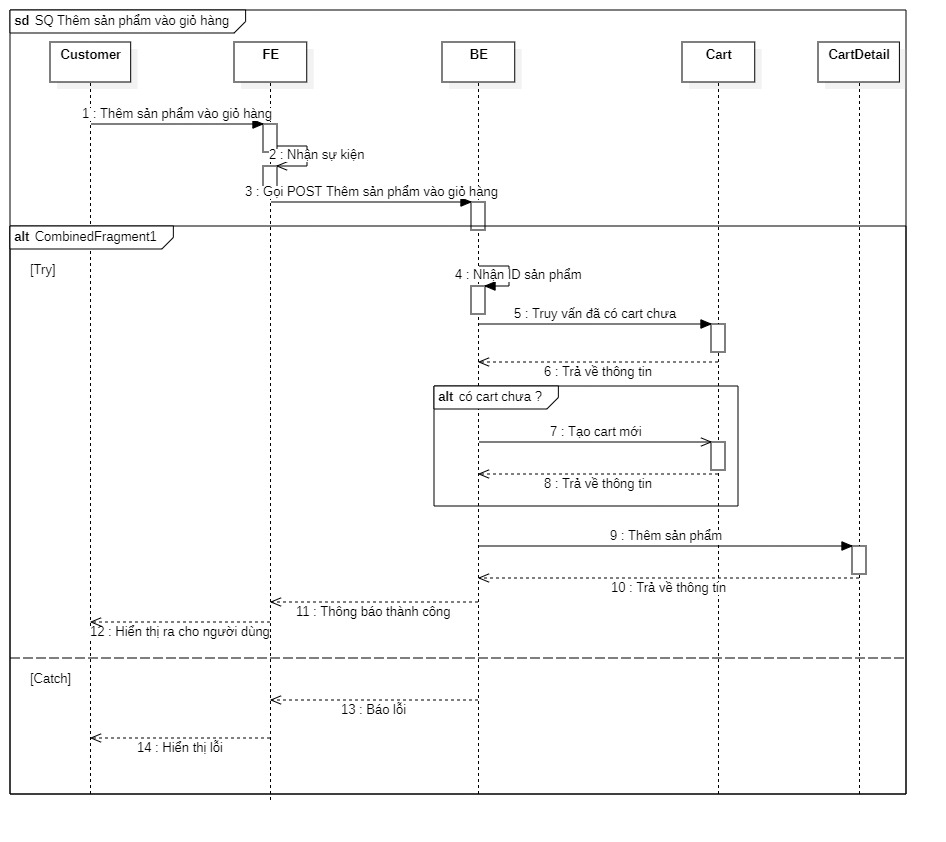 sd SQ Thêm sản phẩm vào giỏ hàng
Customer
FE
BE
Cart
CartDetail
1 : Thêm sản phẩm vào giỏ hàng
2 : Nhận sự kiện
3 : Gọi POST Thêm sản phẩm vào giỏ hàng
alt CombinedFragment1
[Try]
4 : Nhận ID sản phẩm
5 : Truy vấn đã có cart chưa
6 : Trả về thông tin
alt có cart chưa ?
7 : Tạo cart mới
8 : Trả về thông tin
9 : Thêm sản phẩm
10 : Trả về thông tin
11 : Thông báo thành công
12 : Hiển thị ra cho người dùng
[Catch]
13 : Báo lỗi
14 : Hiển thị lỗi